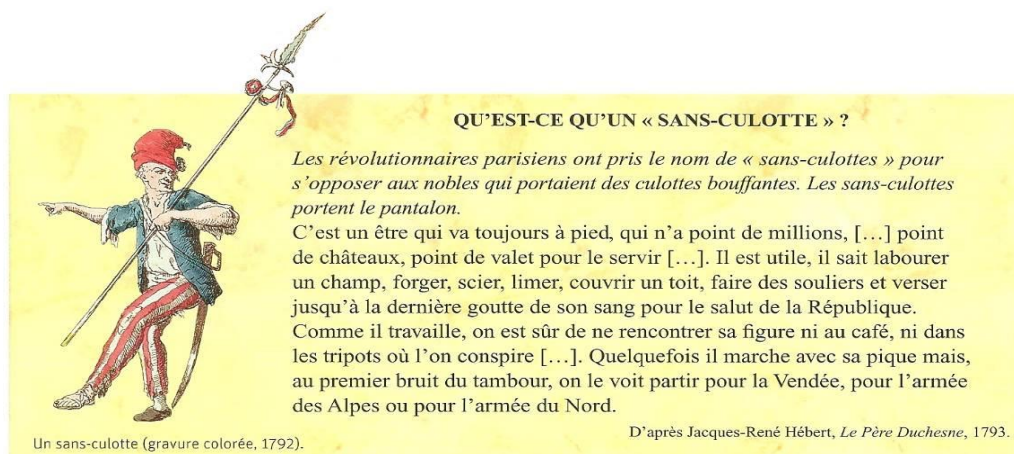 QU'EST-CE QU'UN « SANS-CULOTTE » ?
Les révolutionnaires parisiens ont pris le nom de « sans-culottes » pour
s'opposer aux nobles qui portaient des culottes bouffantes. Les sans-culottes
portent le pantalon.
C'est un être qui va toujours à pied, qui n'a point de millions, […] point
de châteaux, point de valet pour le servir […]. Il est utile, il sait labourer
un champ, forger, scier, limer, couvrir un toit, faire des souliers et verser
jusqu'à la dernière goutte de son sang pour le salut de la République.
Comme il travaille, on est sûr de ne rencontrer sa figure ni au café, ni dans
les tripots où l'on conspire […]. Quelquefois il marche avec sa pique mais,
au premier bruit du tambour, on le voit partir pour la Vendée, pour l'armée
des Alpes ou pour l'armée du Nord.
D'après Jacques-René Hébert, Le Père Duchesne, 1793.
Un sans-culotte (gravure colorée, 1792).